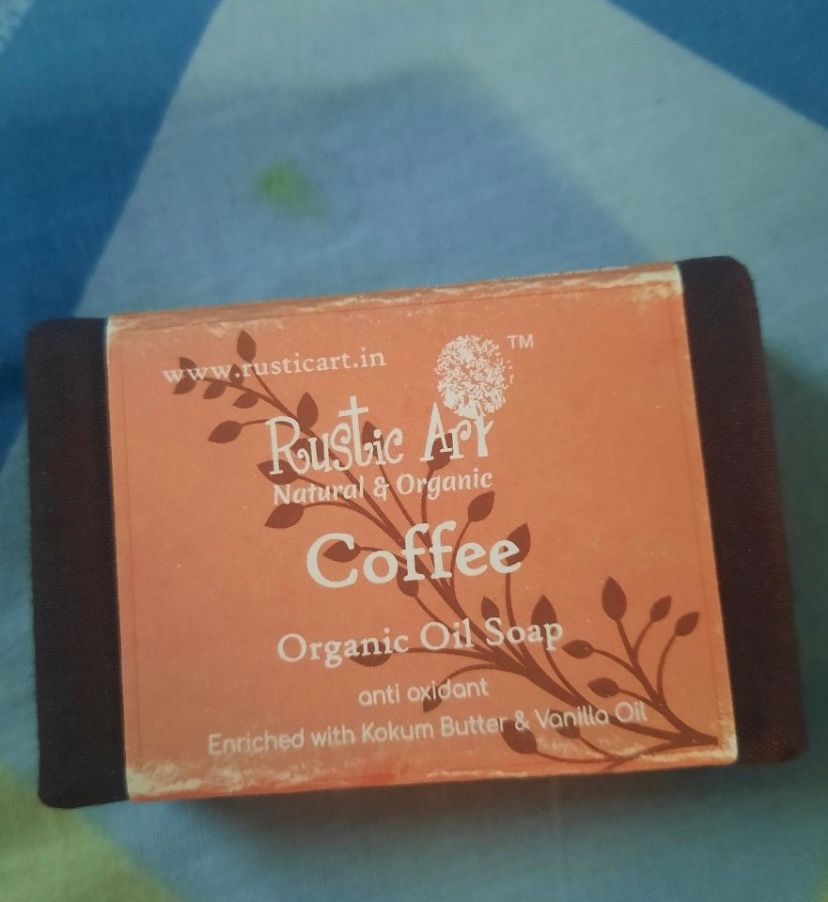 www.rusticart.in
TM
Rustic Art
Natural & Organic
Coffee
Organic Oil Soap
anti oxidant
Enriched with Kokum Butter & Vanilla Oil